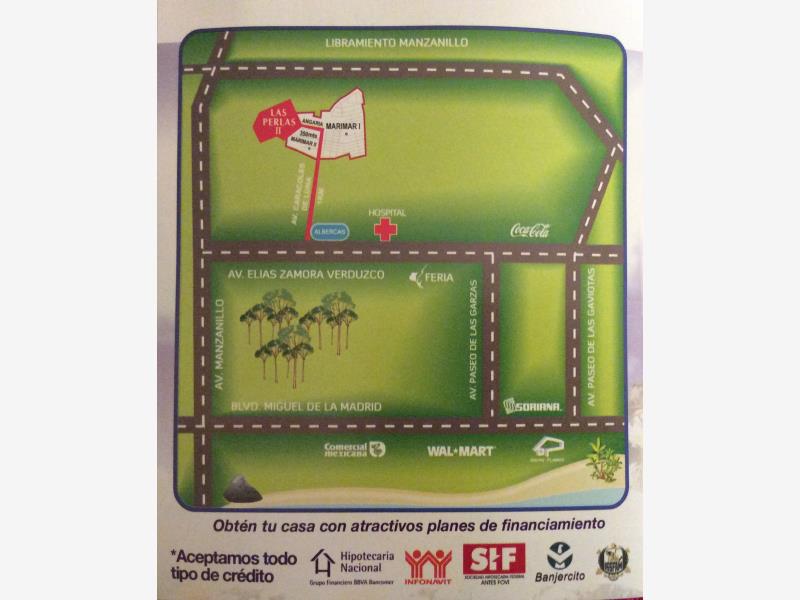 LIBRAMIENTO MANZANILLO
LAS
PERLAS
II
ANGARIA
350mts
MARIMAR II
MARIMAR I
AV. CARACOLES
DE LUNA
1KM
ALBERCAS
HOSPITAL
Coca-Cola
AV. ELIAS ZAMORA VERDUZCO
FERIA
AV. MANZANILLO
AV. PASEO DE LAS GARZAS
AV. PASEO DE LAS GAVIOTAS
BLVD. MIGUEL DE LA MADRID
SORIANA
Comercial
mexicana
WAL★MART
Obtén tu casa con atractivos planes de financiamiento
*Aceptamos todo
tipo de crédito
Hipotecaria
Nacional
Grupo Financiero BBVA Bancomer
INFONAVIT
SHF
SOCIEDAD HIPOTECARIA FEDERAL
ANTES FOVI
Banjercito